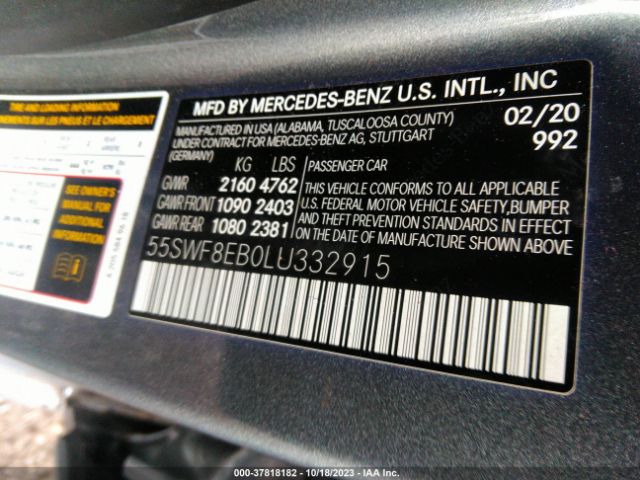 TIRE AND LOADING INFORMATION
SEE OWNER'S
MANUAL FOR
ADDITIONAL
INFORMATION
MFD BY MERCEDES-BENZ U.S. INTL., INC
MANUFACTURED IN USA (ALABAMA, TUSCALOOSA COUNTY) 02/20
UNDER CONTRACT FOR MERCEDES-BENZ AG, STUTTGART 992
(GERMANY)
KG LBS
GVWR 2160 4762
GAWR FRONT 1090 2403
GAWR REAR 1080 2381
PASSENGER CAR
THIS VEHICLE CONFORMS TO ALL APPLICABLE
U.S. FEDERAL MOTOR VEHICLE SAFETY, BUMPER
AND THEFT PREVENTION STANDARDS IN EFFECT
ON THE DATE OF MANUFACTURE SHOWN ABOVE.
55SWF8EB0LU332915
000-37818182 - 10/18/2023 - IAA Inc.